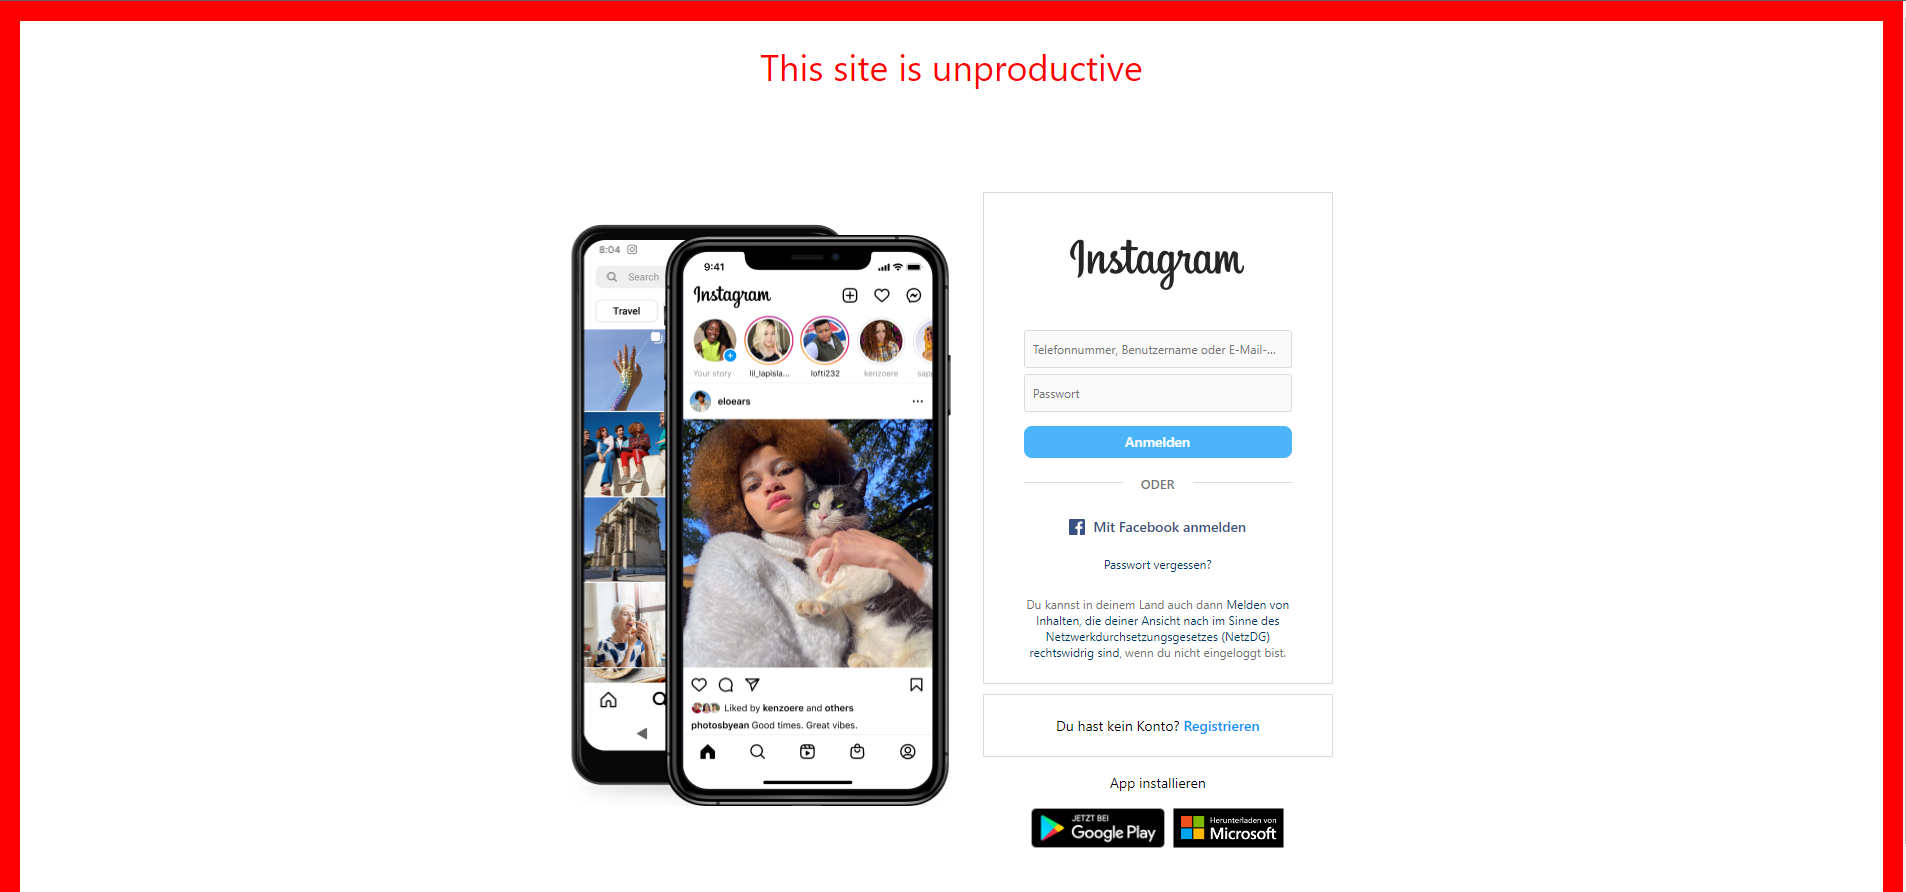 This site is unproductive
8:04
Search
Travel
9:41
Instagram
Your story
lil_lapisla...
lofti232
kenzoere
sapp
eloears
Liked by kenzoere and others
photosbyean Good times. Great vibes.
Instagram
Telefonnummer, Benutzername oder E-Mail-...
Passwort
Anmelden
ODER
Mit Facebook anmelden
Passwort vergessen?
Du kannst in deinem Land auch dann Melden von
Inhalten, die deiner Ansicht nach im Sinne des
Netzwerkdurchsetzungsgesetzes (NetzDG)
rechtswidrig sind, wenn du nicht eingeloggt bist.
Du hast kein Konto? Registrieren
App installieren
JETZT BEI
Google Play
Herunterladen von
Microsoft